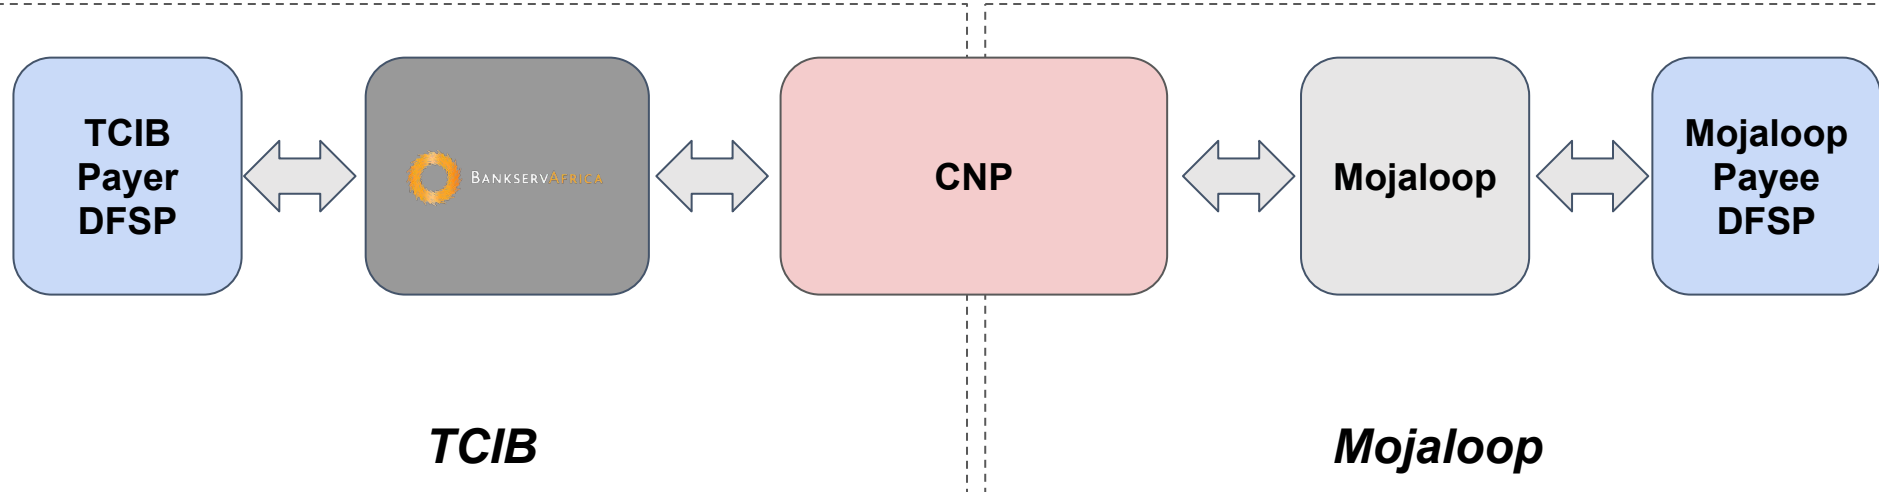 TCIB
Payer
DFSP
BANKSERVAFRICA
CNP
Mojaloop
Mojaloop
Payee
DFSP
TCIB
Mojaloop